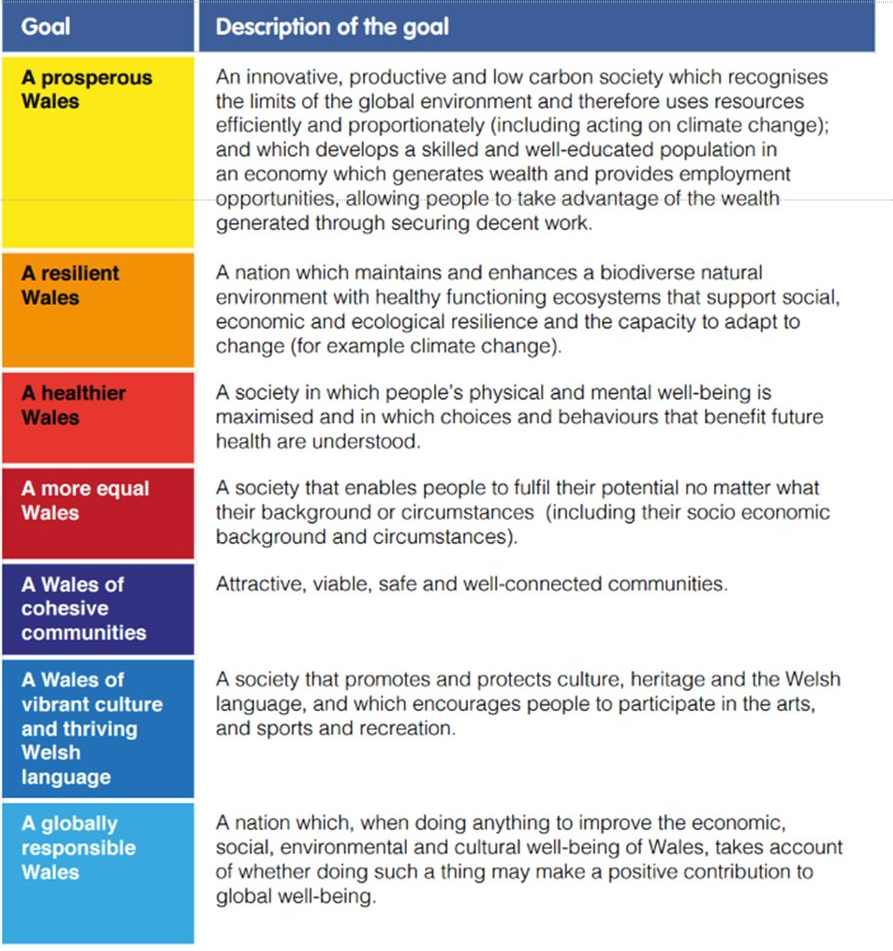 Goal
Description of the goal
A prosperous
Wales
An innovative, productive and low carbon society which recognises
the limits of the global environment and therefore uses resources
efficiently and proportionately (including acting on climate change);
and which develops a skilled and well-educated population in
an economy which generates wealth and provides employment
opportunities, allowing people to take advantage of the wealth
generated through securing decent work.
A resilient
Wales
A nation which maintains and enhances a biodiverse natural
environment with healthy functioning ecosystems that support social,
economic and ecological resilience and the capacity to adapt to
change (for example climate change).
A healthier
Wales
A society in which people’s physical and mental well-being is
maximised and in which choices and behaviours that benefit future
health are understood.
A more equal
Wales
A society that enables people to fulfil their potential no matter what
their background or circumstances  (including their socio economic
background and circumstances).
A Wales of
cohesive
communities
Attractive, viable, safe and well-connected communities.
A Wales of
vibrant culture
and thriving
Welsh
language
A society that promotes and protects culture, heritage and the Welsh
language, and which encourages people to participate in the arts,
and sports and recreation.
A globally
responsible
Wales
A nation which, when doing anything to improve the economic,
social, environmental and cultural well-being of Wales, takes account
of whether doing such a thing may make a positive contribution to
global well-being.